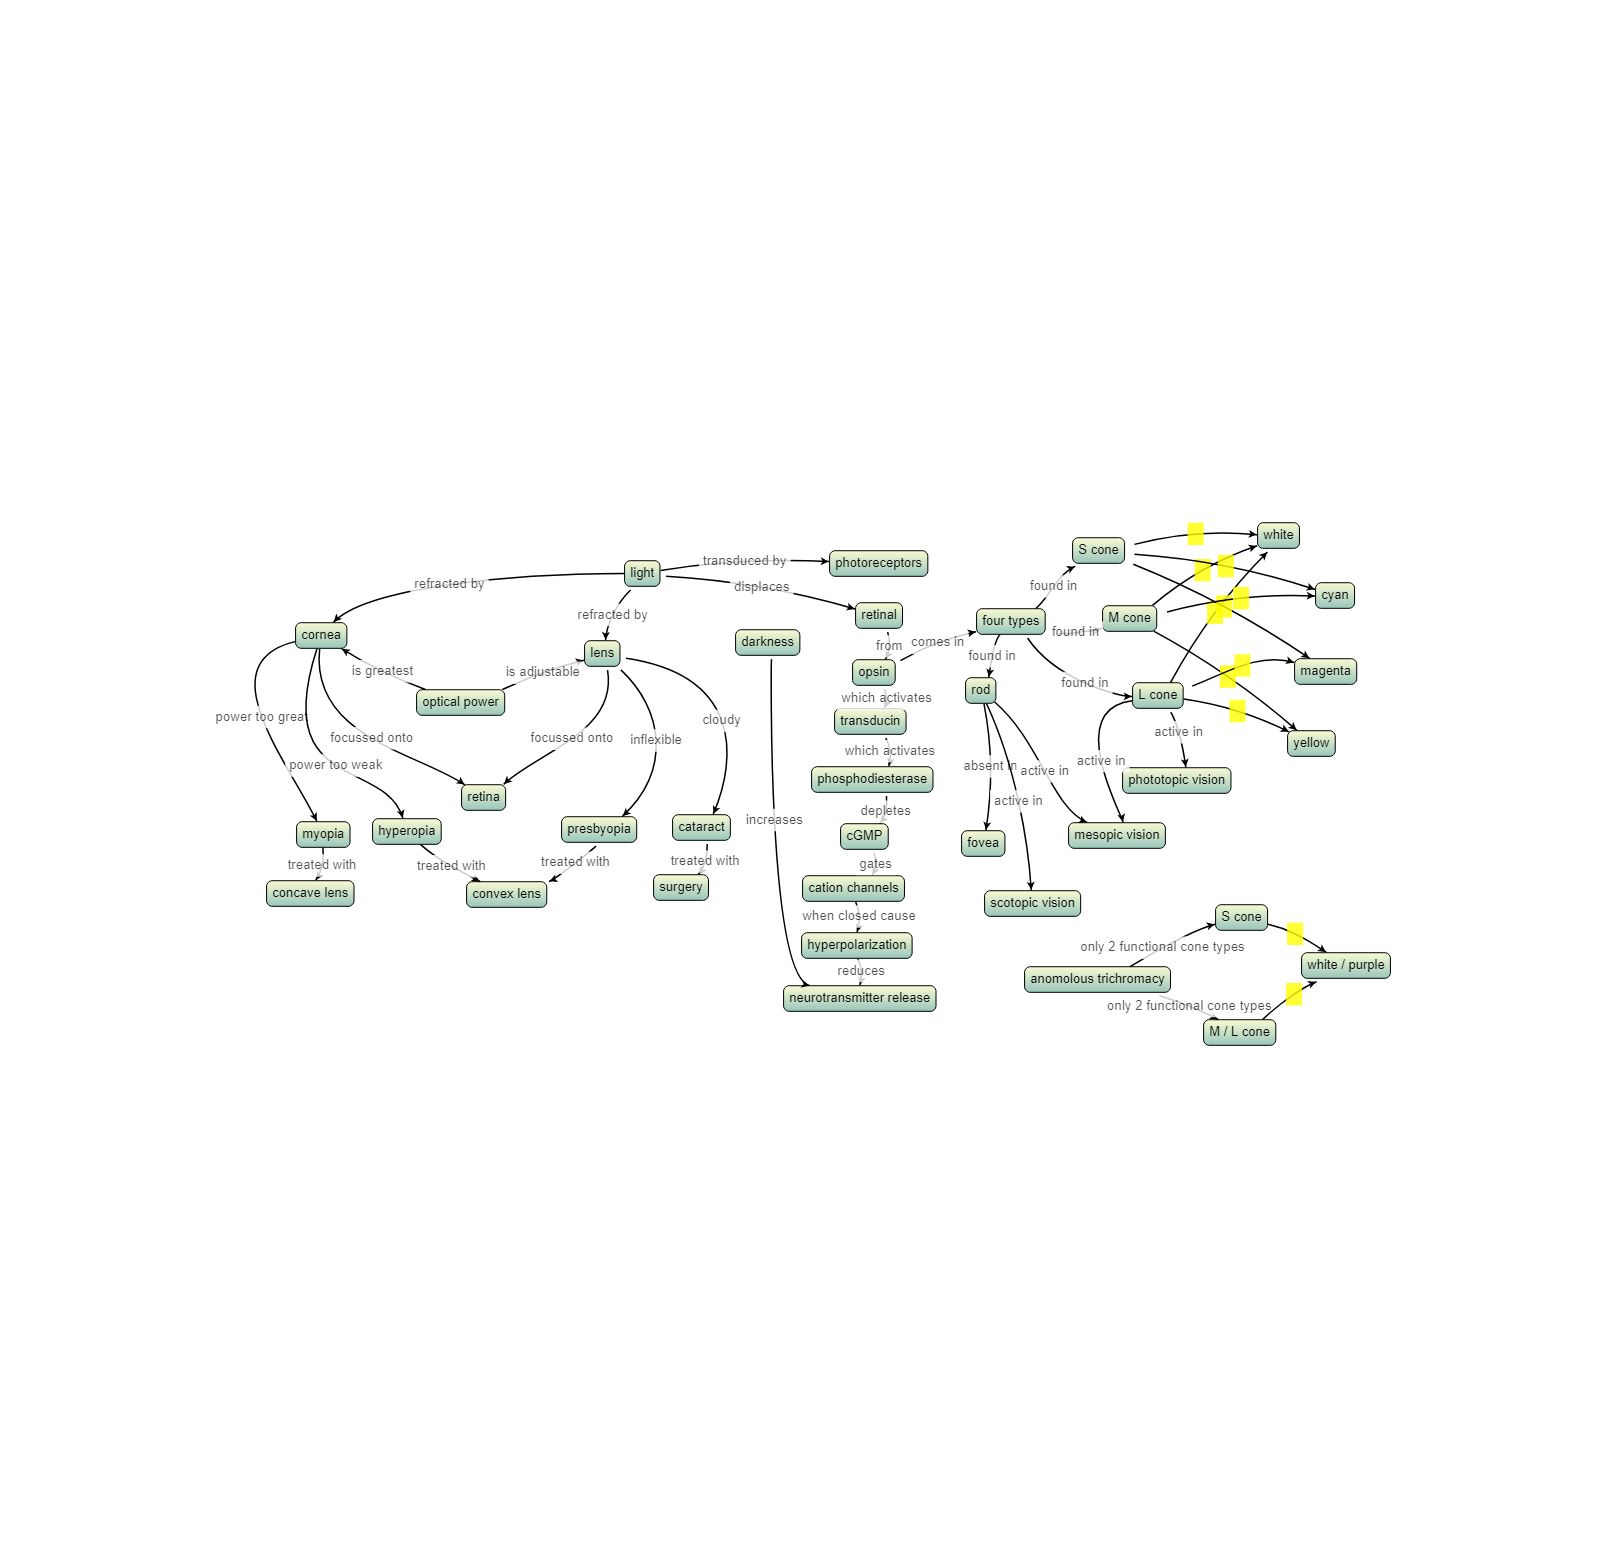 S cone
white
light
transduced by
photoreceptors
refracted by
displaces
found in
cyan
refracted by
retinal
M cone
four types
found in
cornea
darkness
from
comes in
lens
found in
is greatest
is adjustable
opsin
magenta
optical power
which activates
rod
found in
L cone
power too great
cloudy
transducin
active in
focussed onto
focussed onto
inflexible
yellow
power too weak
which activates
absent in
active in
active in
phosphodiesterase
phototopic vision
retina
depletes
active in
myopia
hyperopia
presbyopia
cataract
increases
cGMP
fovea
mesopic vision
treated with
treated with
treated with
treated with
gates
concave lens
convex lens
surgery
cation channels
scotopic vision
when closed cause
S cone
hyperpolarization
only 2 functional cone types
reduces
white / purple
anomolous trichromacy
neurotransmitter release
only 2 functional cone types
M / L cone